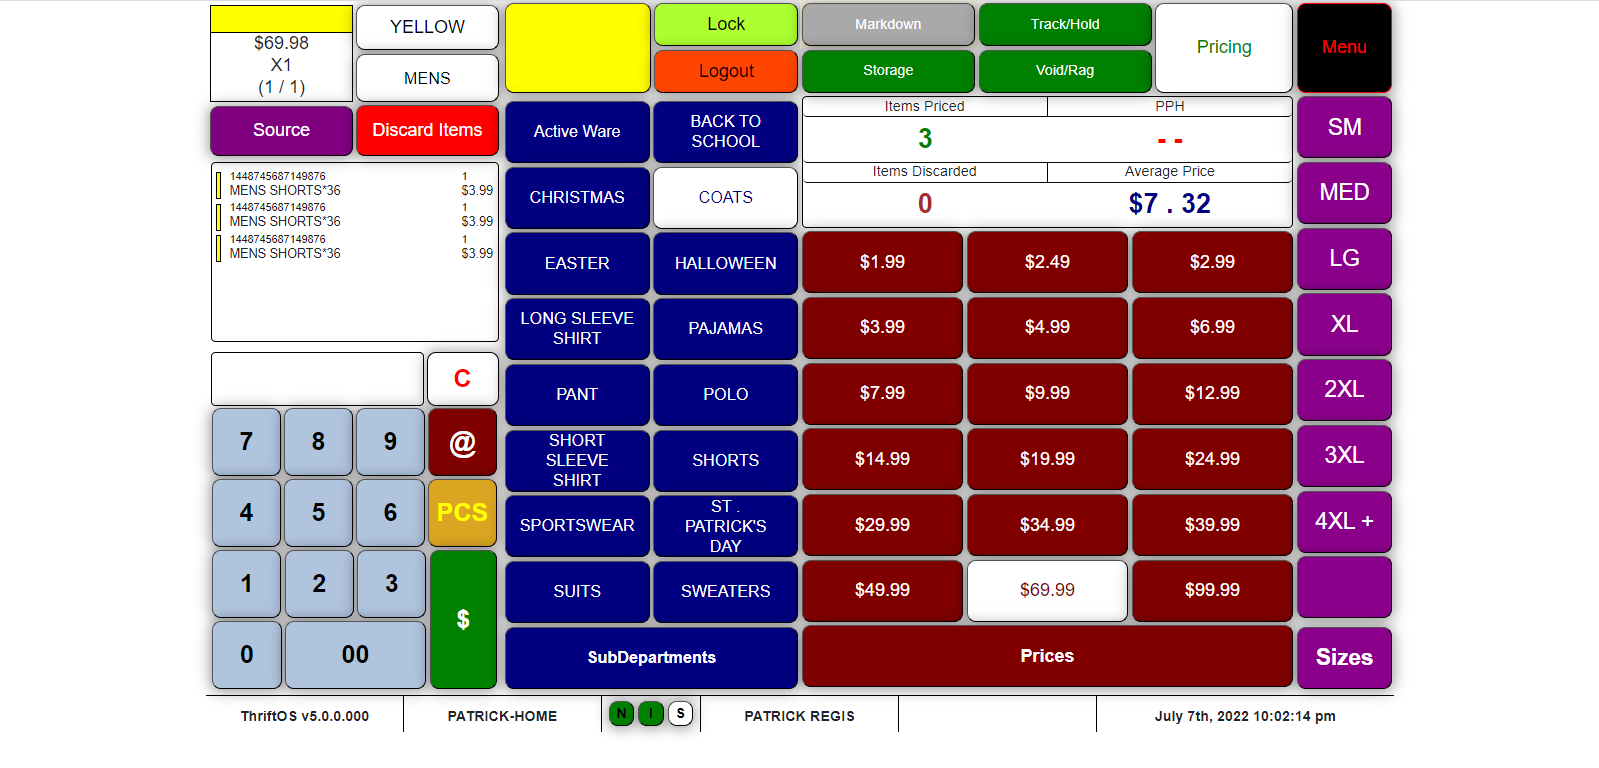 $69.98
X1
(1 / 1)
YELLOW
MENS
Source
Discard Items
1448745687149876 1
MENS SHORTS*36 $3.99
1448745687149876 1
MENS SHORTS*36 $3.99
1448745687149876 1
MENS SHORTS*36 $3.99
C
7 8 9 @
4 5 6 PCS
1 2 3 $
0 00
Lock
Logout
Active Ware
BACK TO
SCHOOL
CHRISTMAS
COATS
EASTER
HALLOWEEN
LONG SLEEVE
SHIRT
PAJAMAS
PANT
POLO
SHORT
SLEEVE
SHIRT
SHORTS
SPORTSWEAR
ST .
PATRICK'S
DAY
SUITS
SWEATERS
SubDepartments
Markdown
Track/Hold
Storage
Void/Rag
Pricing
Menu
Items Priced
PPH
3
- -
Items Discarded
Average Price
0
$7 . 32
$1.99 $2.49 $2.99
$3.99 $4.99 $6.99
$7.99 $9.99 $12.99
$14.99 $19.99 $24.99
$29.99 $34.99 $39.99
$49.99 $69.99 $99.99
Prices
SM
MED
LG
XL
2XL
3XL
4XL +
Sizes
ThriftOS v5.0.0.000
PATRICK-HOME
N I S
PATRICK REGIS
July 7th, 2022 10:02:14 pm